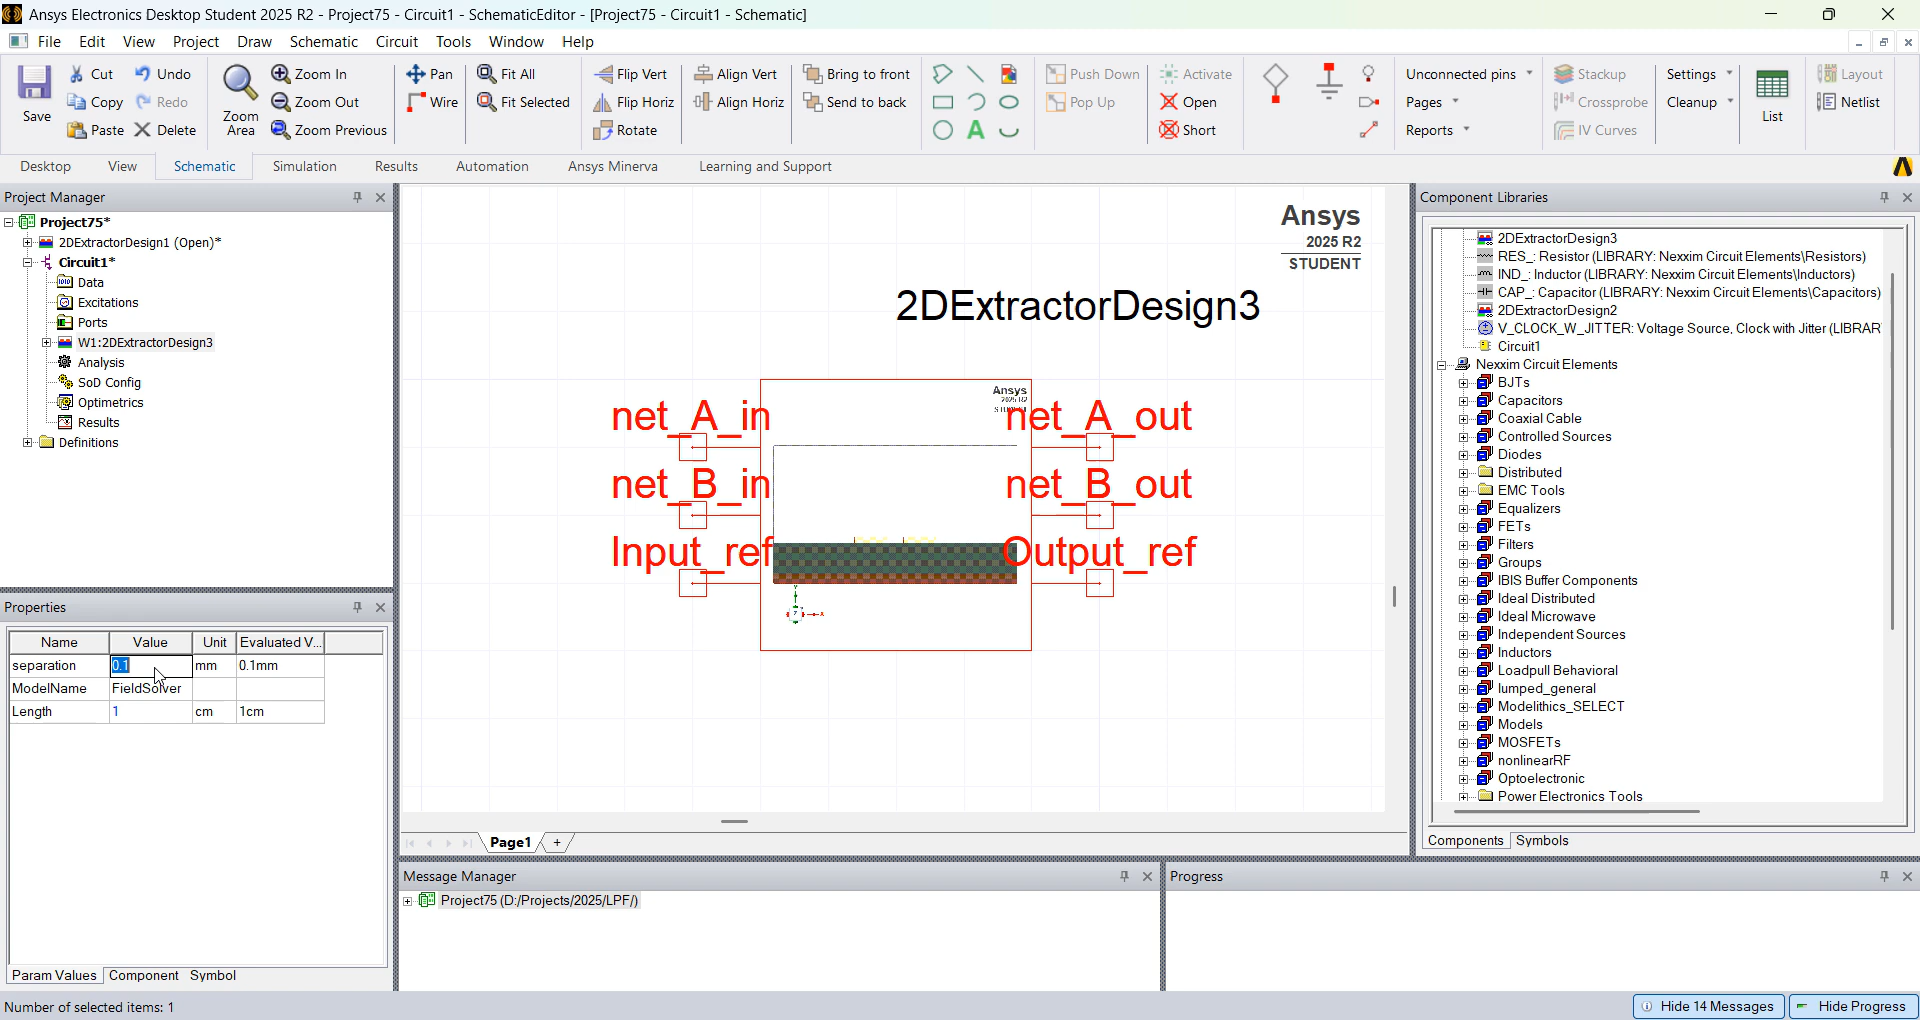 Ansys Electronics Desktop Student 2025 R2 - Project75 - Circuit1 - SchematicEditor - [Project75 - Circuit1 - Schematic]
File Edit View Project Draw Schematic Circuit Tools Window Help
Save
Cut
Copy
Paste
Undo
Redo
Delete
Zoom Area
Zoom In
Zoom Out
Zoom Previous
Pan
Wire
Fit All
Fit Selected
Flip Vert
Flip Horiz
Rotate
Align Vert
Align Horiz
Bring to front
Send to back
Push Down
Pop Up
Activate
Open
Short
Unconnected pins
Pages
Reports
Stackup
Crossprobe
IV Curves
Settings
Cleanup
List
Layout
Netlist
Desktop View Schematic Simulation Results Automation Ansys Minerva Learning and Support
Project Manager
Project75*
2DExtractorDesign1 (Open)*
Circuit1*
Data
Excitations
Ports
W1:2DExtractorDesign3
Analysis
SoD Config
Optimetrics
Results
Definitions
Properties
Name Value Unit Evaluated V...
separation 0.1 mm 0.1mm
ModelName FieldSolver
Length 1 cm 1cm
Param Values Component Symbol
Ansys
2025 R2
STUDENT
2DExtractorDesign3
Ansys
2025 R2
STUDENT
net_A_in net_A_out
net_B_in net_B_out
Input_ref Output_ref
Page1 +
Message Manager
Project75 (D:/Projects/2025/LPF/)
Progress
Component Libraries
2DExtractorDesign3
RES_: Resistor (LIBRARY: Nexxim Circuit Elements\Resistors)
IND_: Inductor (LIBRARY: Nexxim Circuit Elements\Inductors)
CAP_: Capacitor (LIBRARY: Nexxim Circuit Elements\Capacitors)
2DExtractorDesign2
V_CLOCK_W_JITTER: Voltage Source, Clock with Jitter (LIBRAR
Circuit1
Nexxim Circuit Elements
BJTs
Capacitors
Coaxial Cable
Controlled Sources
Diodes
Distributed
EMC Tools
Equalizers
FETs
Filters
Groups
IBIS Buffer Components
Ideal Distributed
Ideal Microwave
Independent Sources
Inductors
Loadpull Behavioral
lumped_general
Modelithics_SELECT
Models
MOSFETs
nonlinearRF
Optoelectronic
Power Electronics Tools
Components Symbols
Number of selected items: 1
Hide 14 Messages Hide Progress